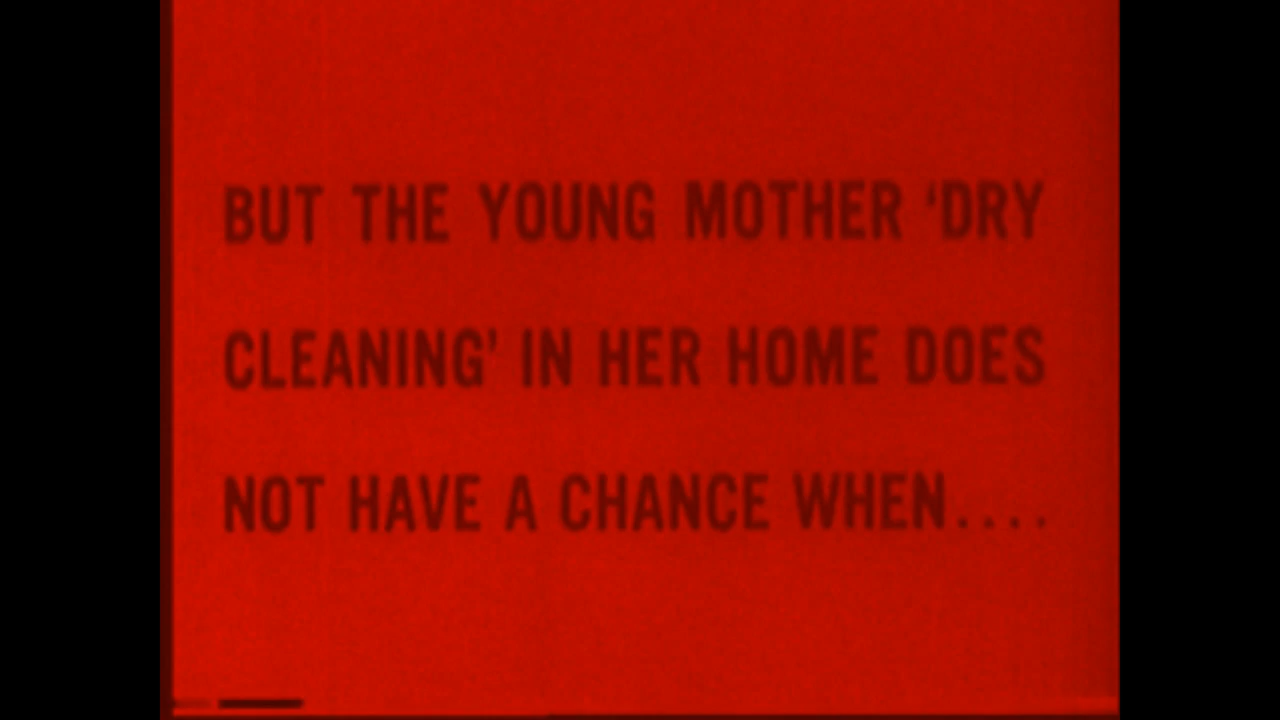 BUT THE YOUNG MOTHER ‘DRY
CLEANING’ IN HER HOME DOES
NOT HAVE A CHANCE WHEN....